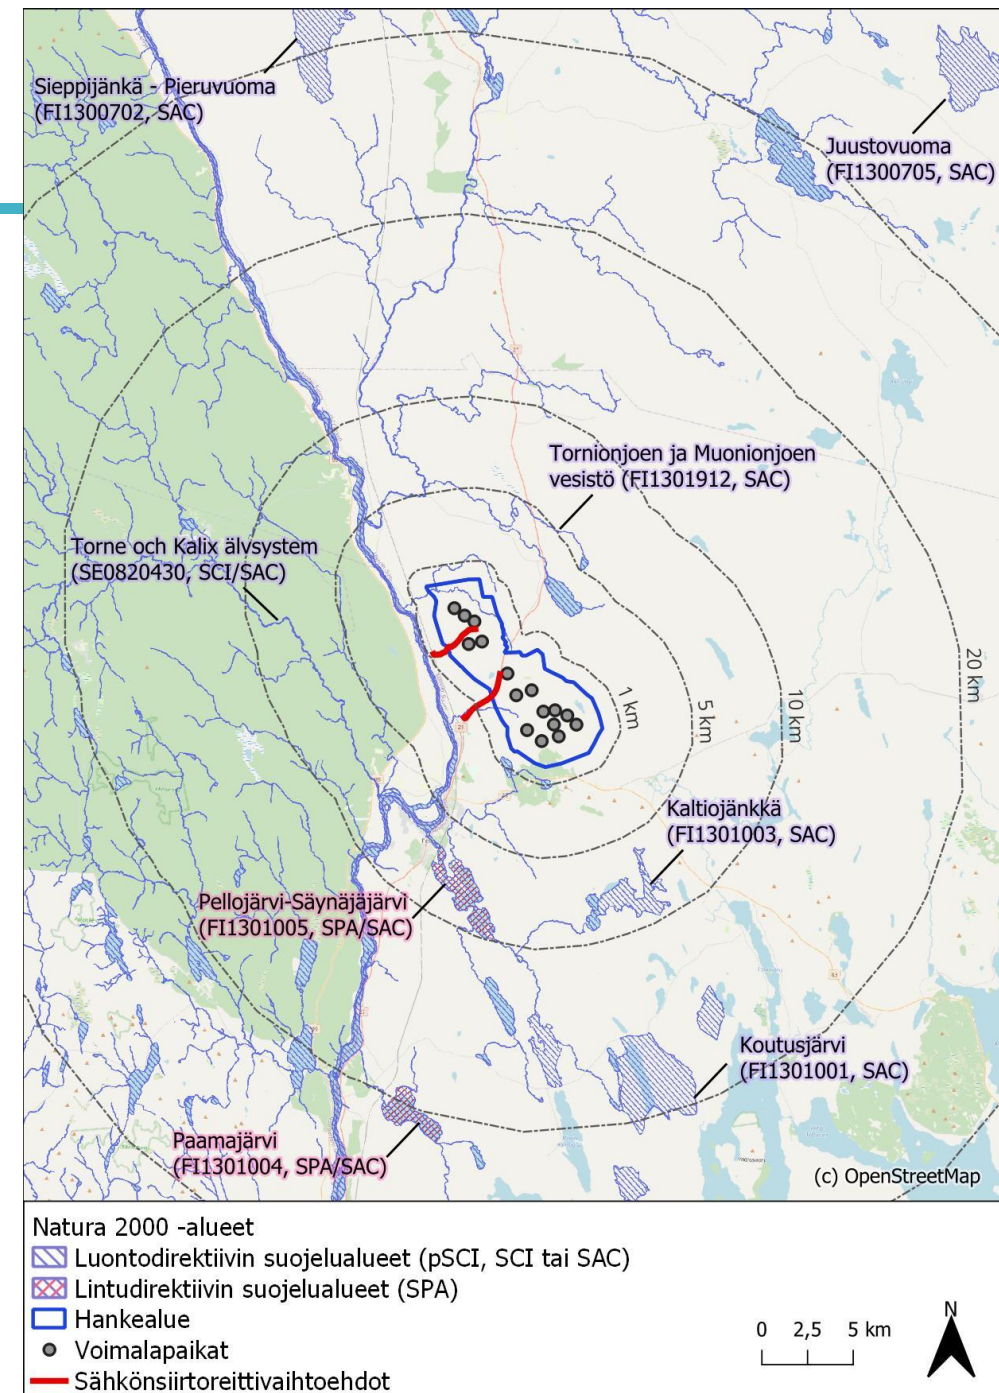 Sieppijänkä - Pieruvuoma
(FI1300702, SAC)
Juustovuoma
(FI1300705, SAC)
Tornionjoen ja Muonionjoen
vesistö (FI1301912, SAC)
Torne och Kalix älvsystem
(SE0820430, SCI/SAC)
1 km
5 km
10 km
20 km
Kaltiojänkkä
(FI1301003, SAC)
Pellojärvi-Säynäjäjärvi
(FI1301005, SPA/SAC)
Koutusjärvi
(FI1301001, SAC)
Paamajärvi
(FI1301004, SPA/SAC)
(c) OpenStreetMap
Natura 2000 -alueet
Luontodirektiivin suojelualueet (pSCI, SCI tai SAC)
Lintudirektiivin suojelualueet (SPA)
Hankealue
Voimalapaikat
Sähkönsiirtoreittivaihtoehdot
0 2,5 5 km
N